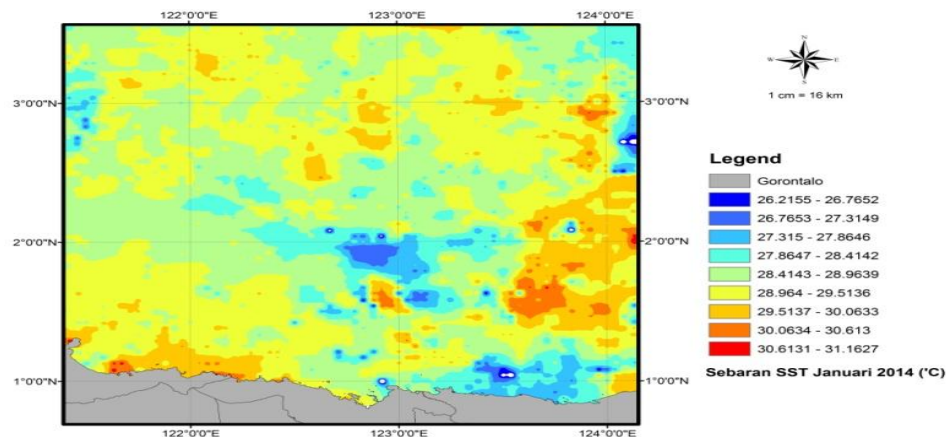 122°0'0"E 123°0'0"E 124°0'0"E
3°0'0"N 3°0'0"N
2°0'0"N 2°0'0"N
1°0'0"N 1°0'0"N
122°0'0"E 123°0'0"E 124°0'0"E
N
W E
S
1 cm = 16 km
Legend
Gorontalo
26.2155 - 26.7652
26.7653 - 27.3149
27.315 - 27.8646
27.8647 - 28.4142
28.4143 - 28.9639
28.964 - 29.5136
29.5137 - 30.0633
30.0634 - 30.613
30.6131 - 31.1627
Sebaran SST Januari 2014 (°C)